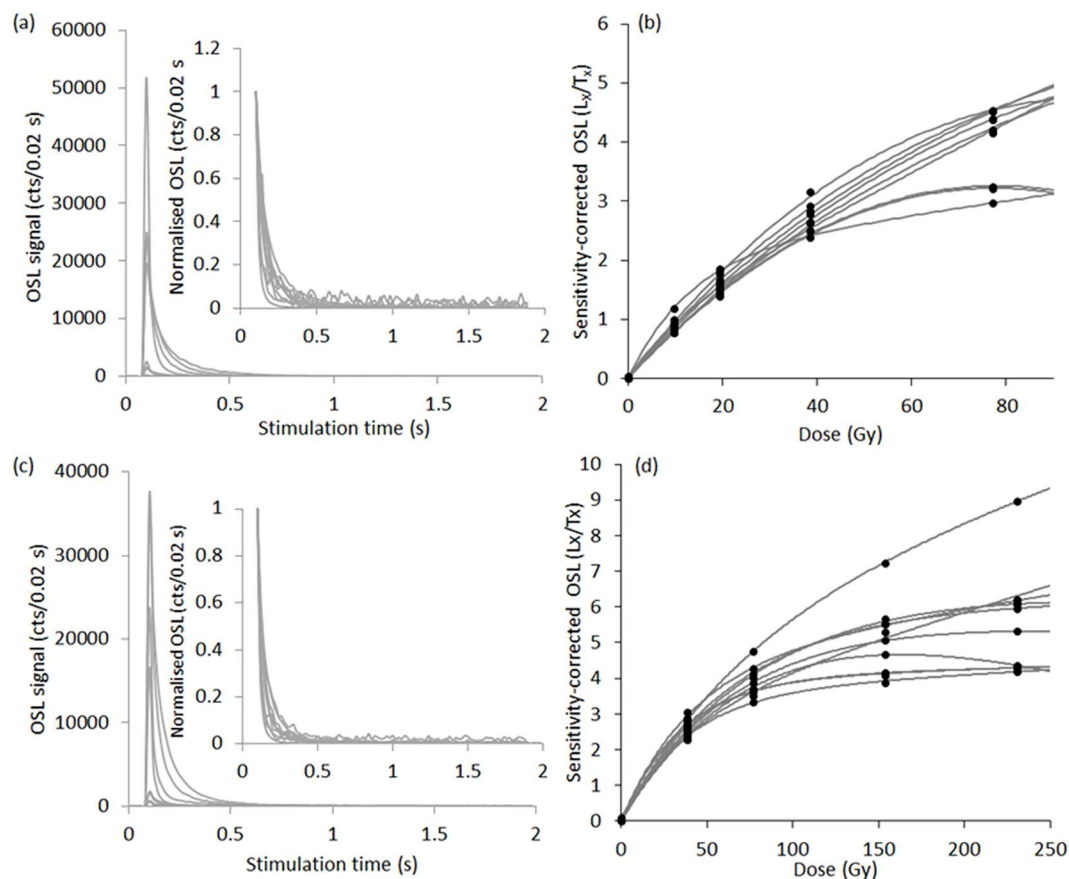 (a)
60000
50000
40000
30000
20000
10000
0
OSL signal (cts/0.02 s)
0 0.5 1 1.5 2
Stimulation time (s)
1.2
1
0.8
0.6
0.4
0.2
0
Normalised OSL (cts/0.02 s)
0 0.5 1 1.5 2
(b)
6
5
4
3
2
1
0
Sensitivity-corrected OSL (Lx/Tx)
0 20 40 60 80
Dose (Gy)
(c)
40000
30000
20000
10000
0
OSL signal (cts/0.02 s)
0 0.5 1 1.5 2
Stimulation time (s)
1
0.8
0.6
0.4
0.2
0
Normalised OSL (cts/0.02 s)
0 0.5 1 1.5 2
(d)
10
9
8
7
6
5
4
3
2
1
0
Sensitivity-corrected OSL (Lx/Tx)
0 50 100 150 200 250
Dose (Gy)